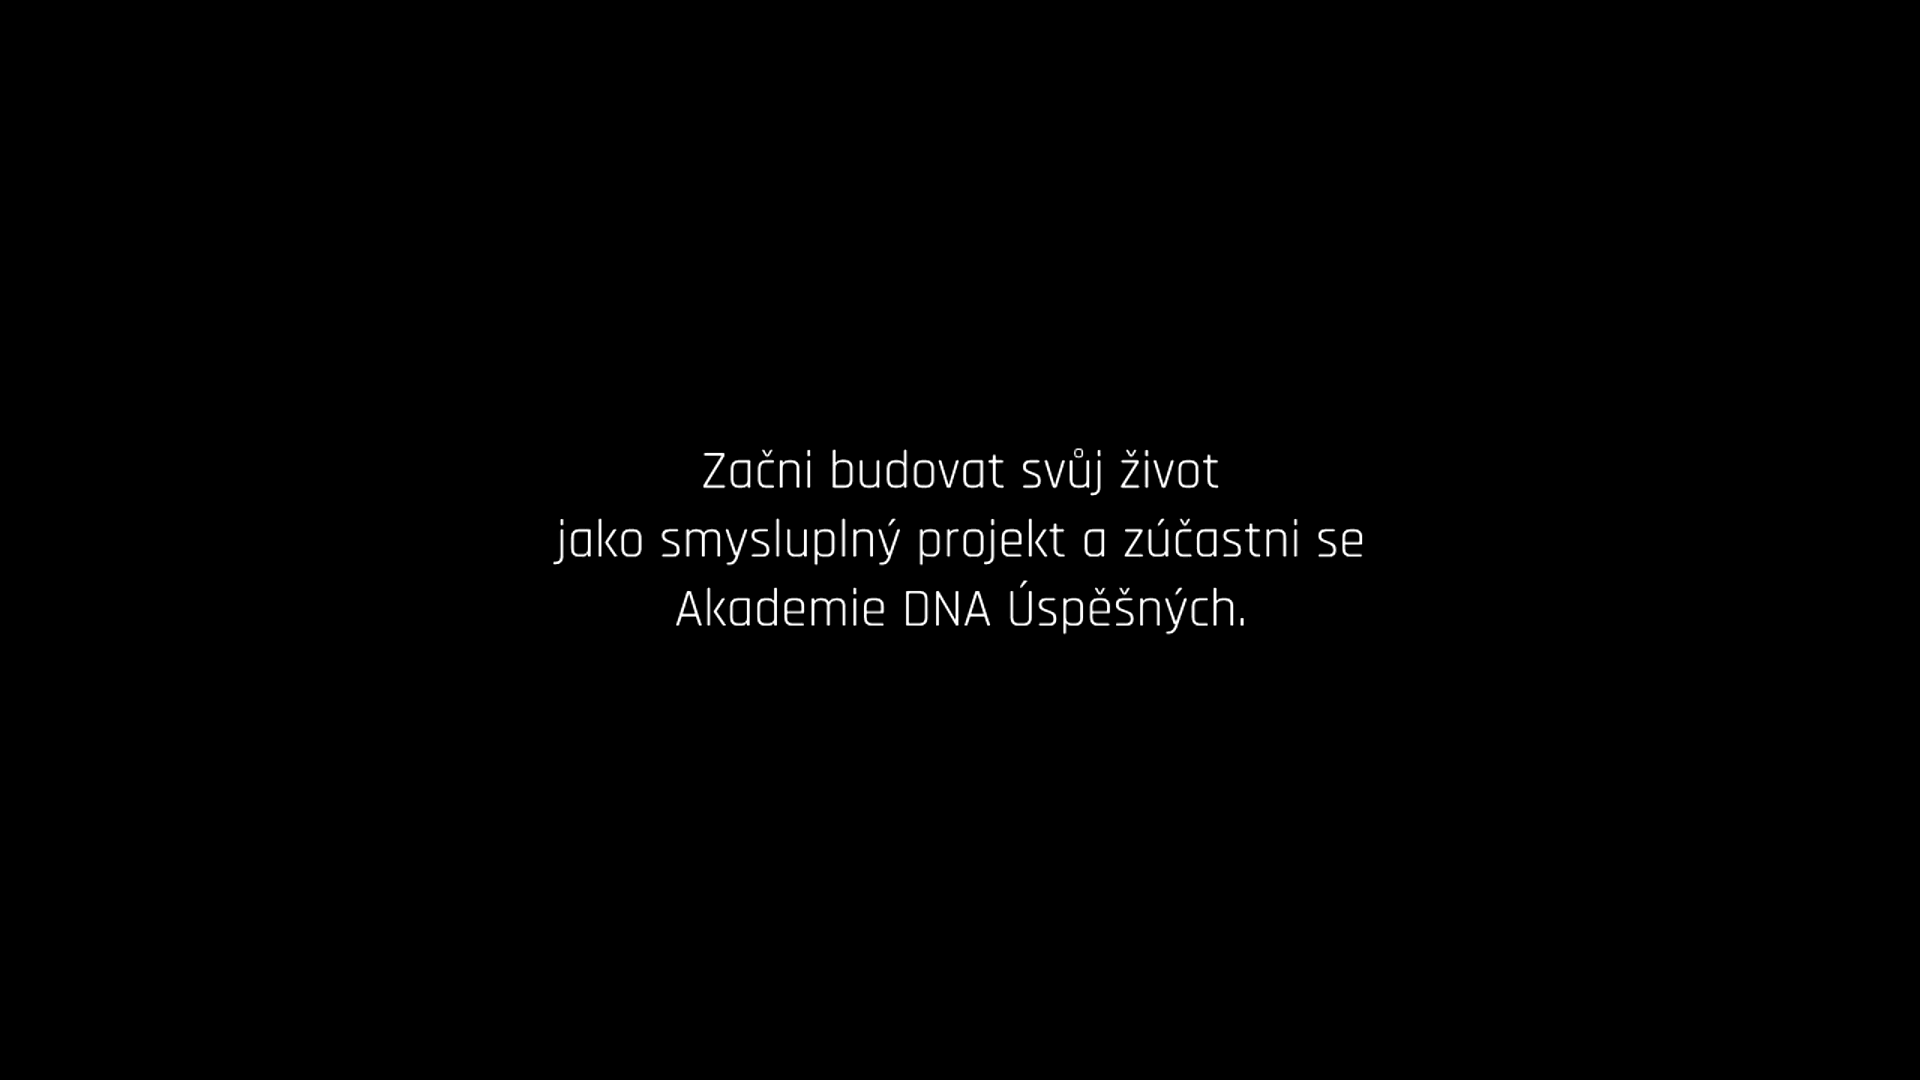 Začni budovat svůj život
jako smysluplný projekt a zúčastni se
Akademie DNA Úspěšných.